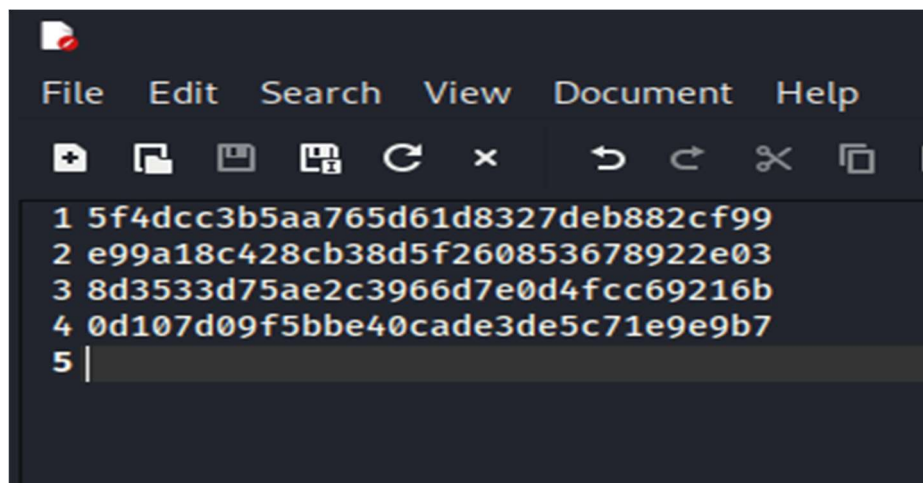 File Edit Search View Document Help
1 5f4dcc3b5aa765d61d8327deb882cf99
2 e99a18c428cb38d5f260853678922e03
3 8d3533d75ae2c3966d7e0d4fcc69216b
4 0d107d09f5bbe40cade3de5c71e9e9b7
5